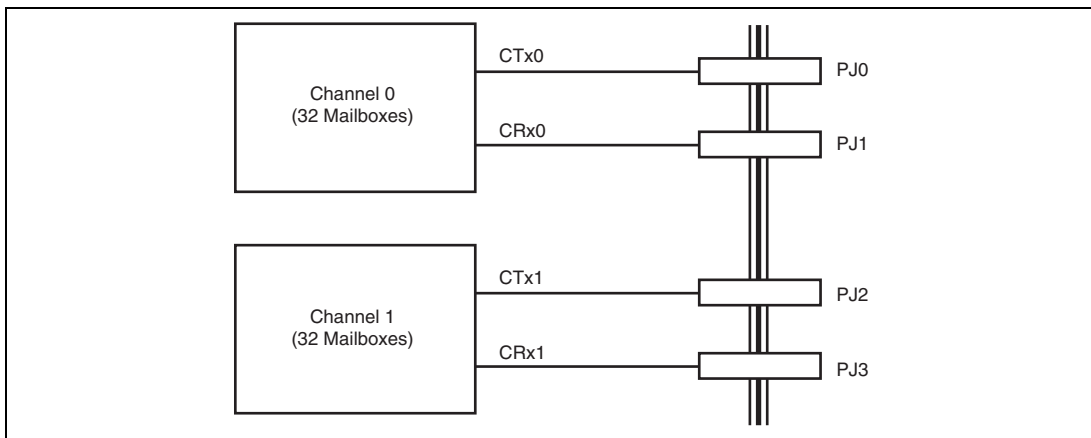 CTx0
PJ0
Channel 0
(32 Mailboxes)
CRx0
PJ1
CTx1
PJ2
Channel 1
(32 Mailboxes)
CRx1
PJ3